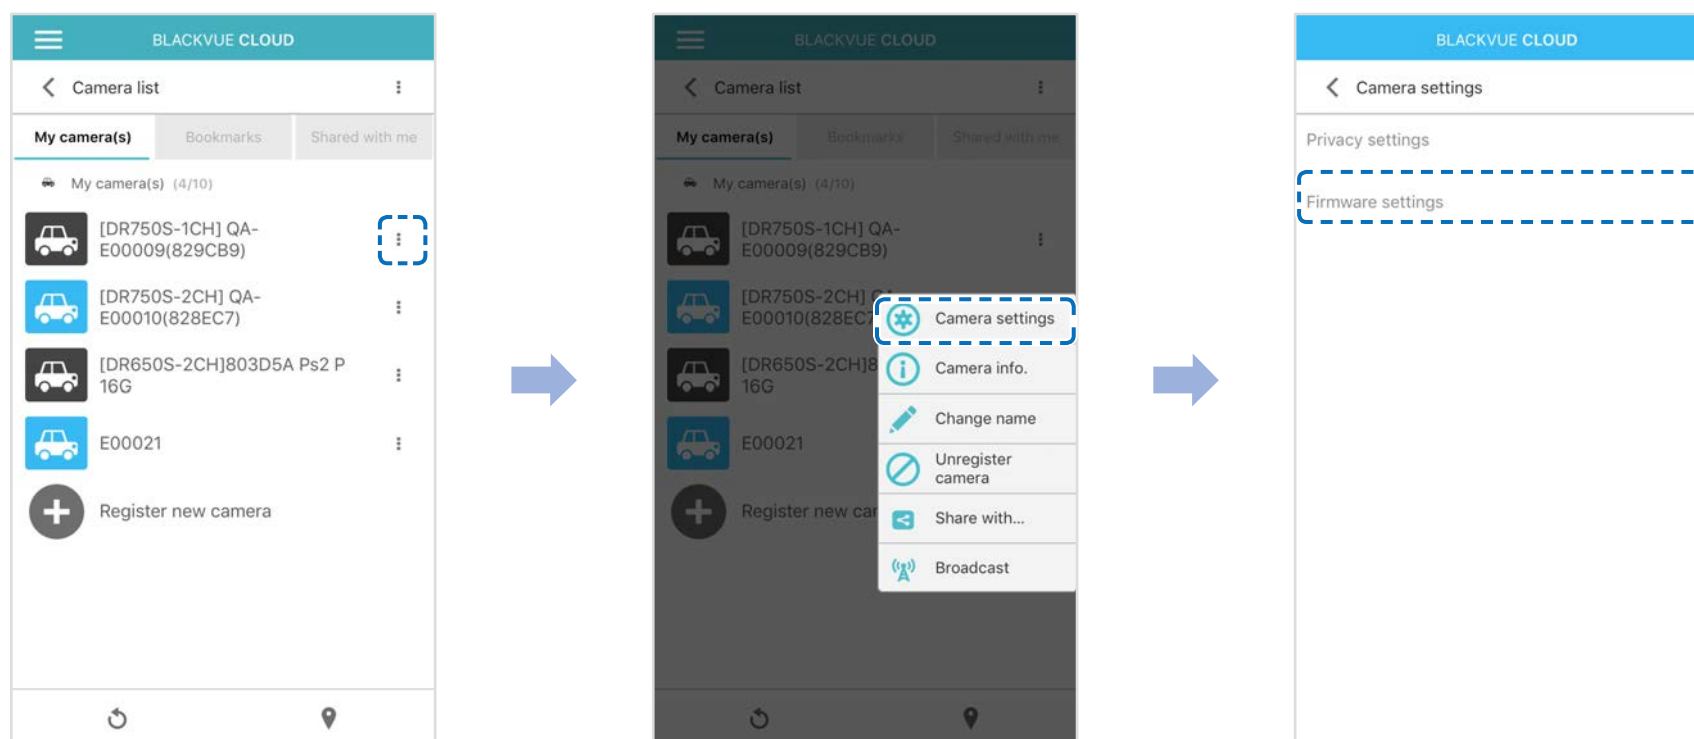 BLACKVUE CLOUD
Camera list
My camera(s)
Bookmarks
Shared with me
My camera(s) (4/10)
[DR750S-1CH] QA-
E00009(829CB9)
[DR750S-2CH] QA-
E00010(828EC7)
[DR650S-2CH]803D5A Ps2 P
16G
E00021
Register new camera
BLACKVUE CLOUD
Camera list
My camera(s)
Bookmarks
Shared with me
My camera(s) (4/10)
[DR750S-1CH] QA-
E00009(829CB9)
[DR750S-2CH]
E00010(828EC7
[DR650S-2CH]8
16G
E00021
Register new car
Camera settings
Camera info.
Change name
Unregister
camera
Share with...
Broadcast
BLACKVUE CLOUD
Camera settings
Privacy settings
Firmware settings